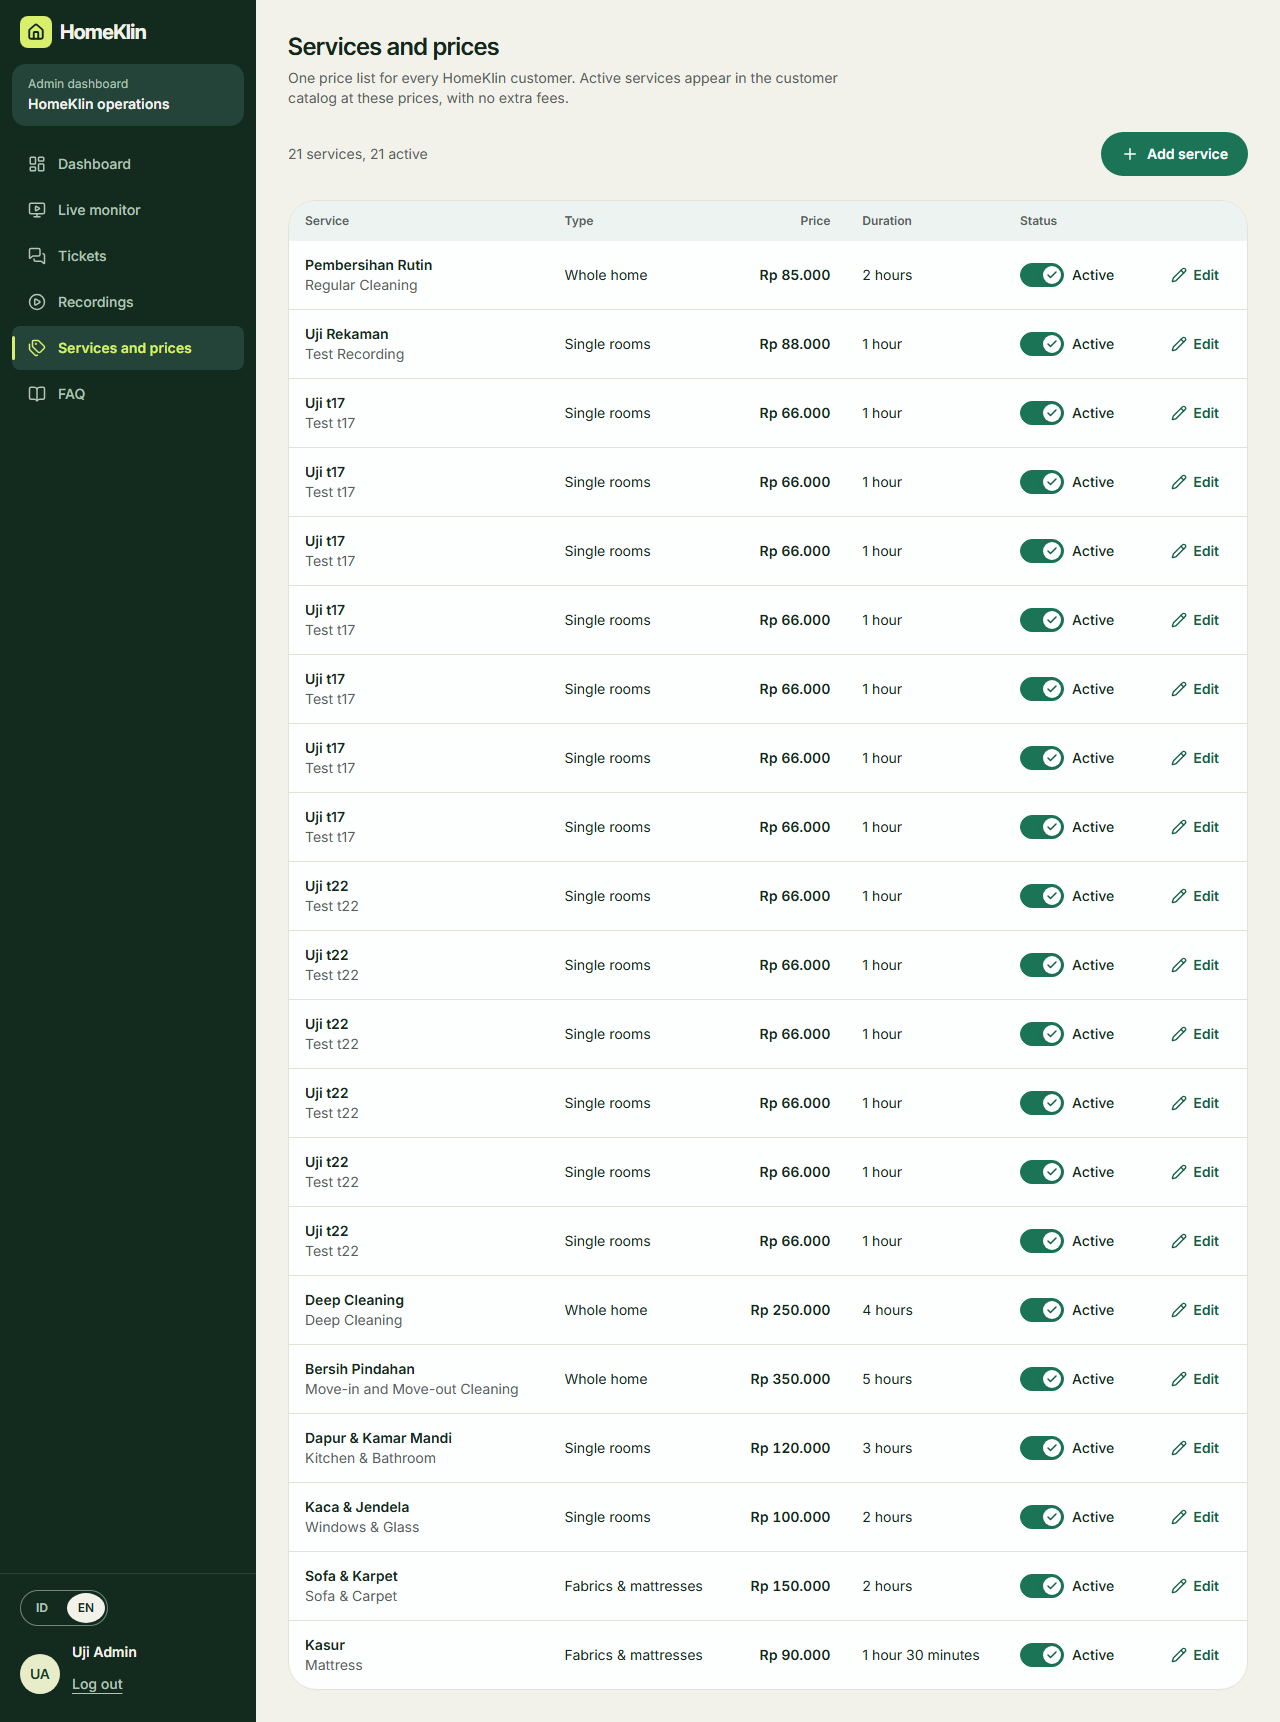 HomeKlin
Admin dashboard
HomeKlin operations
Dashboard
Live monitor
Tickets
Recordings
Services and prices
FAQ
ID EN
UA
Uji Admin
Log out
Services and prices
One price list for every HomeKlin customer. Active services appear in the customer
catalog at these prices, with no extra fees.
21 services, 21 active
Add service
Service Type Price Duration Status
Pembersihan Rutin
Regular Cleaning
Whole home Rp 85.000 2 hours Active Edit
Uji Rekaman
Test Recording
Single rooms Rp 88.000 1 hour Active Edit
Uji t17
Test t17
Single rooms Rp 66.000 1 hour Active Edit
Uji t17
Test t17
Single rooms Rp 66.000 1 hour Active Edit
Uji t17
Test t17
Single rooms Rp 66.000 1 hour Active Edit
Uji t17
Test t17
Single rooms Rp 66.000 1 hour Active Edit
Uji t17
Test t17
Single rooms Rp 66.000 1 hour Active Edit
Uji t17
Test t17
Single rooms Rp 66.000 1 hour Active Edit
Uji t17
Test t17
Single rooms Rp 66.000 1 hour Active Edit
Uji t22
Test t22
Single rooms Rp 66.000 1 hour Active Edit
Uji t22
Test t22
Single rooms Rp 66.000 1 hour Active Edit
Uji t22
Test t22
Single rooms Rp 66.000 1 hour Active Edit
Uji t22
Test t22
Single rooms Rp 66.000 1 hour Active Edit
Uji t22
Test t22
Single rooms Rp 66.000 1 hour Active Edit
Uji t22
Test t22
Single rooms Rp 66.000 1 hour Active Edit
Deep Cleaning
Deep Cleaning
Whole home Rp 250.000 4 hours Active Edit
Bersih Pindahan
Move-in and Move-out Cleaning
Whole home Rp 350.000 5 hours Active Edit
Dapur & Kamar Mandi
Kitchen & Bathroom
Single rooms Rp 120.000 3 hours Active Edit
Kaca & Jendela
Windows & Glass
Single rooms Rp 100.000 2 hours Active Edit
Sofa & Karpet
Sofa & Carpet
Fabrics & mattresses Rp 150.000 2 hours Active Edit
Kasur
Mattress
Fabrics & mattresses Rp 90.000 1 hour 30 minutes Active Edit